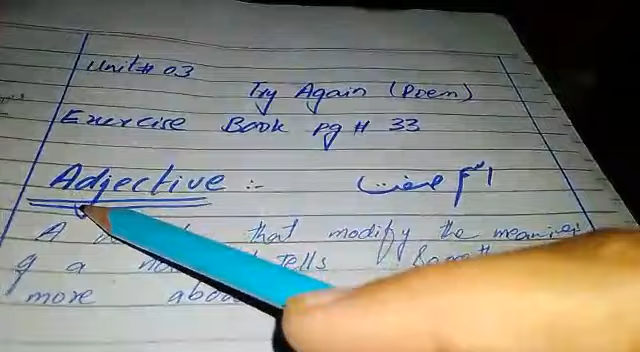 Unit# 03
Try Again (Poem)
Exercise Book pg # 33
Adjective :- اسم صفت
A that modify the meaning
of a tells
more